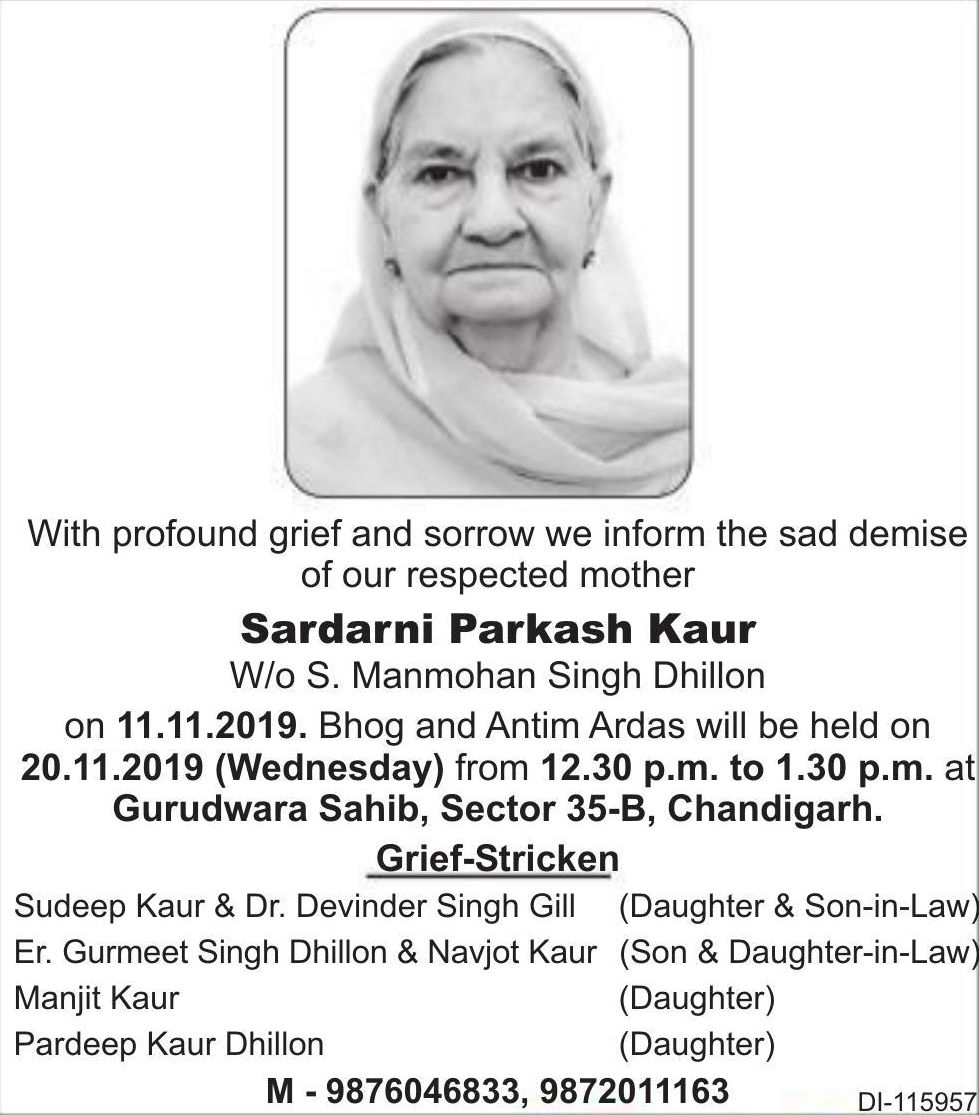 With profound grief and sorrow we inform the sad demise
of our respected mother
Sardarni Parkash Kaur
W/o S. Manmohan Singh Dhillon
on 11.11.2019. Bhog and Antim Ardas will be held on
20.11.2019 (Wednesday) from 12.30 p.m. to 1.30 p.m. at
Gurudwara Sahib, Sector 35-B, Chandigarh.
Grief-Stricken
Sudeep Kaur & Dr. Devinder Singh Gill (Daughter & Son-in-Law)
Er. Gurmeet Singh Dhillon & Navjot Kaur (Son & Daughter-in-Law)
Manjit Kaur (Daughter)
Pardeep Kaur Dhillon (Daughter)
M - 9876046833, 9872011163
DI-115957